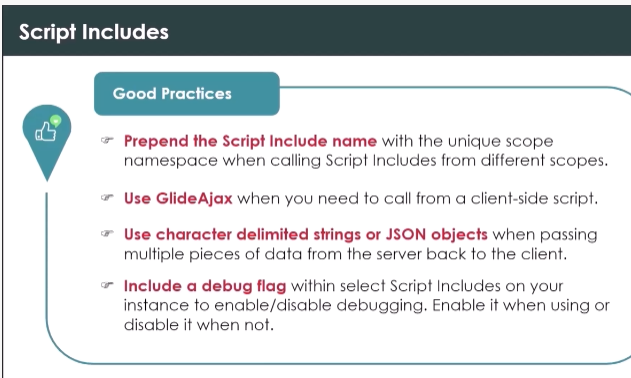 Script Includes
Good Practices
Prepend the Script Include name with the unique scope
namespace when calling Script Includes from different scopes.
Use GlideAjax when you need to call from a client-side script.
Use character delimited strings or JSON objects when passing
multiple pieces of data from the server back to the client.
Include a debug flag within select Script Includes on your
instance to enable/disable debugging. Enable it when using or
disable it when not.